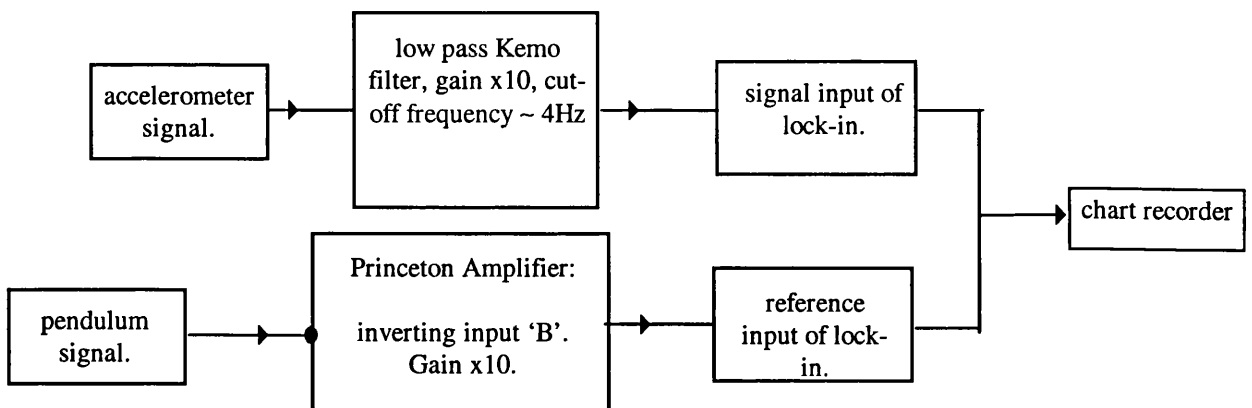 accelerometer
signal.
low pass Kemo
filter, gain x10, cut-
off frequency ~ 4Hz
signal input of
lock-in.
chart recorder
pendulum
signal.
Princeton Amplifier:
inverting input ‘B’.
Gain x10.
reference
input of lock-
in.